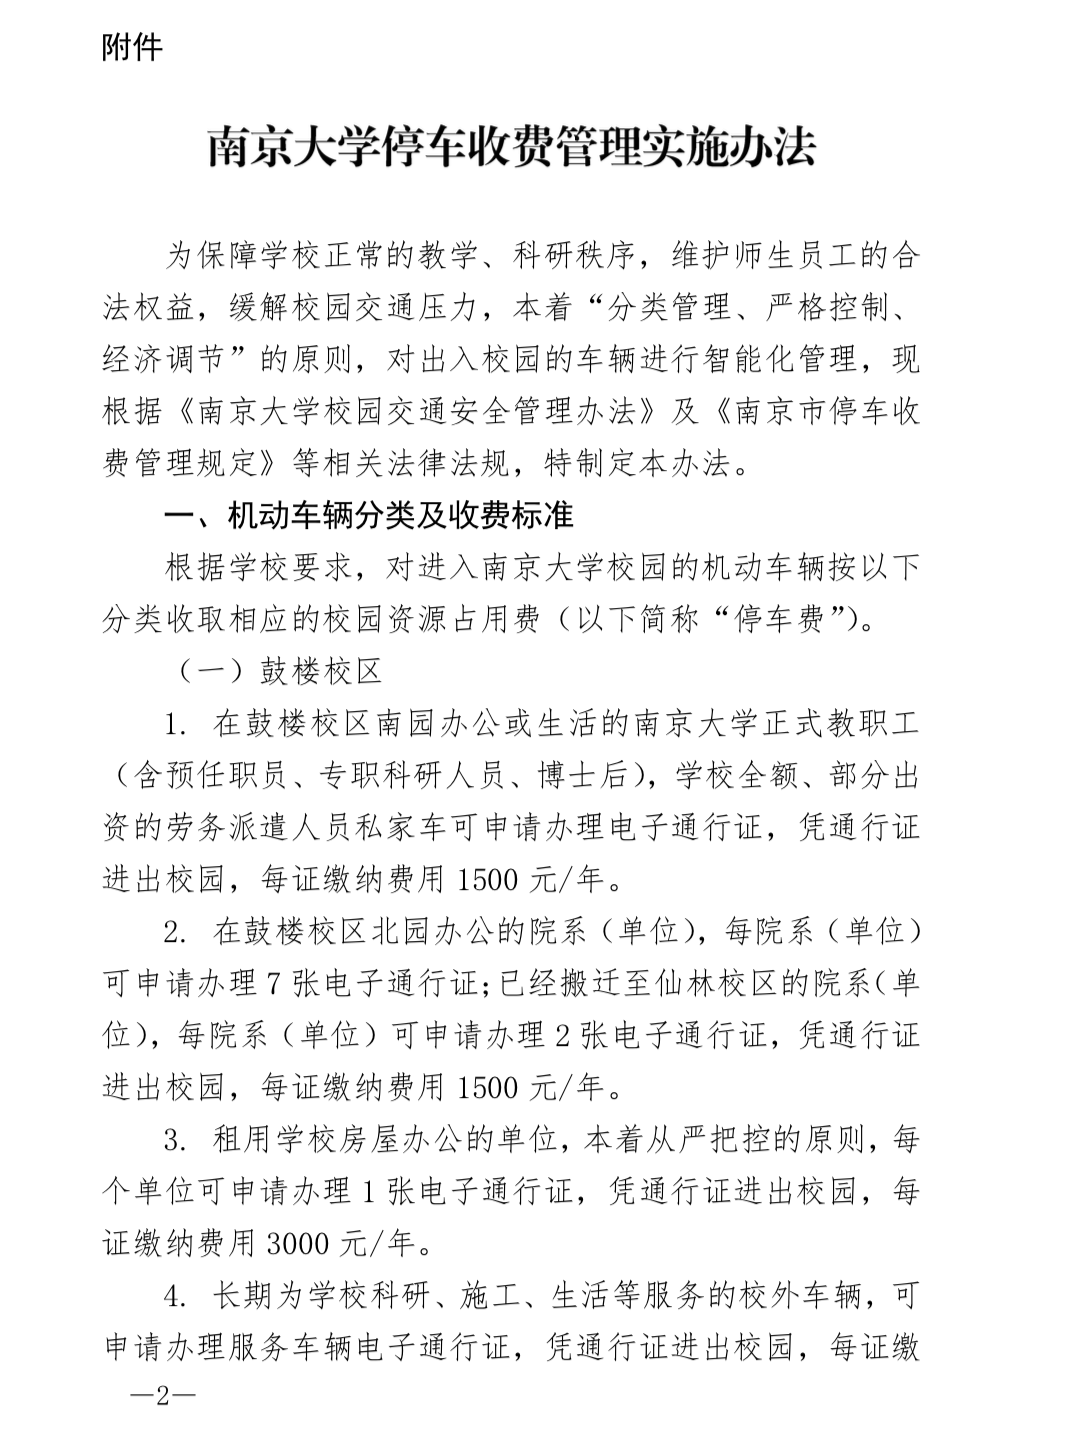 附件
南京大学停车收费管理实施办法
为保障学校正常的教学、科研秩序，维护师生员工的合
法权益，缓解校园交通压力，本着“分类管理、严格控制、
经济调节”的原则，对出入校园的车辆进行智能化管理，现
根据《南京大学校园交通安全管理办法》及《南京市停车收
费管理规定》等相关法律法规，特制定本办法。
一、机动车辆分类及收费标准
根据学校要求，对进入南京大学校园的机动车辆按以下
分类收取相应的校园资源占用费（以下简称“停车费”）。
（一）鼓楼校区
1. 在鼓楼校区南园办公或生活的南京大学正式教职工
（含预任职员、专职科研人员、博士后），学校全额、部分出
资的劳务派遣人员私家车可申请办理电子通行证，凭通行证
进出校园，每证缴纳费用 1500 元/年。
2. 在鼓楼校区北园办公的院系（单位），每院系（单位）
可申请办理 7 张电子通行证;已经搬迁至仙林校区的院系（单
位），每院系（单位）可申请办理 2 张电子通行证，凭通行证
进出校园，每证缴纳费用 1500 元/年。
3. 租用学校房屋办公的单位，本着从严把控的原则，每
个单位可申请办理 1 张电子通行证，凭通行证进出校园，每
证缴纳费用 3000 元/年。
4. 长期为学校科研、施工、生活等服务的校外车辆，可
申请办理服务车辆电子通行证，凭通行证进出校园，每证缴
—2—